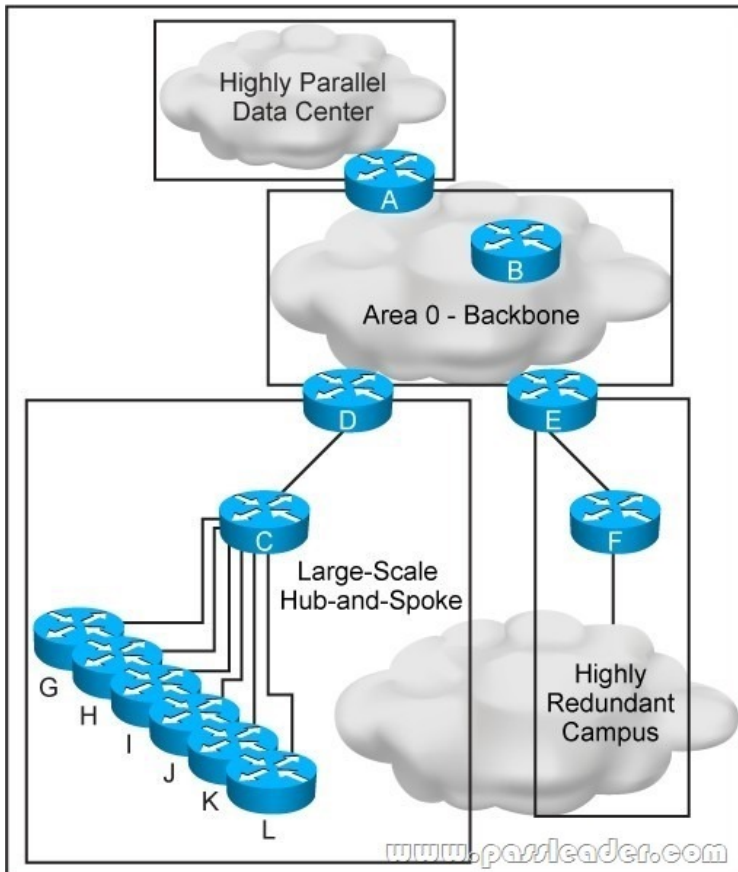 Highly Parallel
Data Center
A
B
Area 0 - Backbone
D
E
C
F
Large-Scale
Hub-and-Spoke
G
H
I
J
K
L
Highly
Redundant
Campus
www.passleader.com